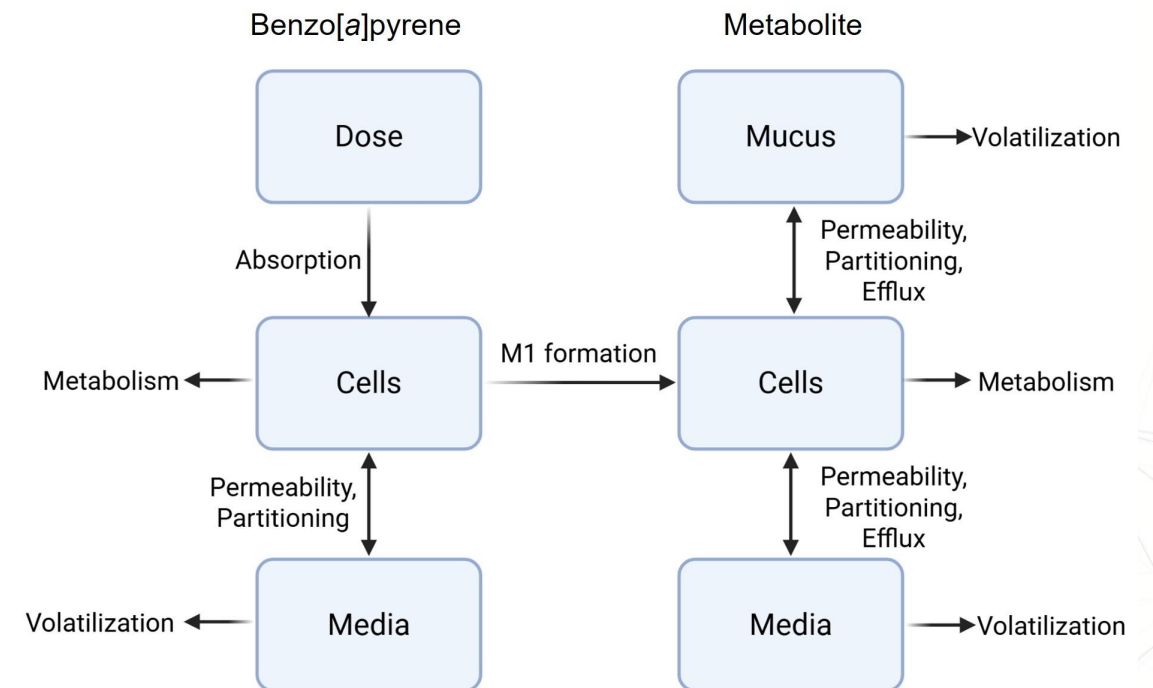 Benzo[a]pyrene
Metabolite
Dose
Mucus
Volatilization
Absorption
Permeability,
Partitioning,
Efflux
Metabolism
Cells
M1 formation
Cells
Metabolism
Permeability,
Partitioning
Permeability,
Partitioning,
Efflux
Volatilization
Media
Media
Volatilization